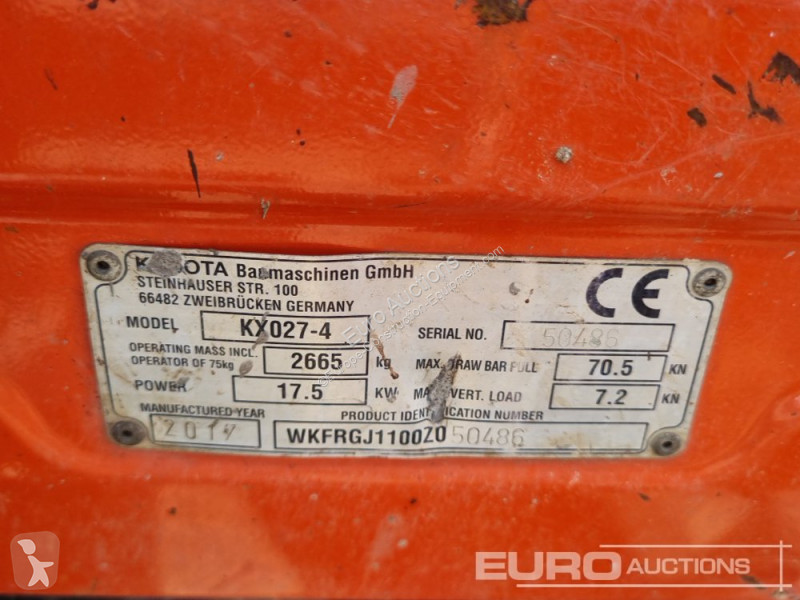 KUBOTA Baumaschinen GmbH
STEINHAUSER STR. 100
66482 ZWEIBRÜCKEN GERMANY
CE
MODEL KX027-4
SERIAL NO. 50486
OPERATING MASS INCL.
OPERATOR OF 75kg 2665 kg
MAX. DRAW BAR PULL 70.5 KN
POWER 17.5 KW
MAX. VERT. LOAD 7.2 KN
MANUFACTURED YEAR
PRODUCT IDENTIFICATION NUMBER
WKFRGJ1100Z050486
Euro Auctions
EURO AUCTIONS